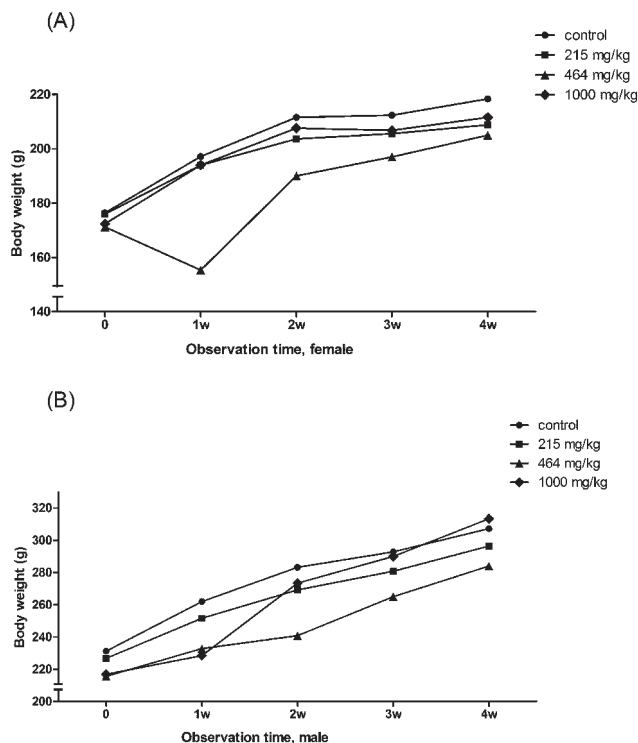 (A)
control
215 mg/kg
464 mg/kg
1000 mg/kg
220
200
180
160
140
Body weight (g)
0 1w 2w 3w 4w
Observation time, female
(B)
control
215 mg/kg
464 mg/kg
1000 mg/kg
320
300
280
260
240
220
200
Body weight (g)
0 1w 2w 3w 4w
Observation time, male